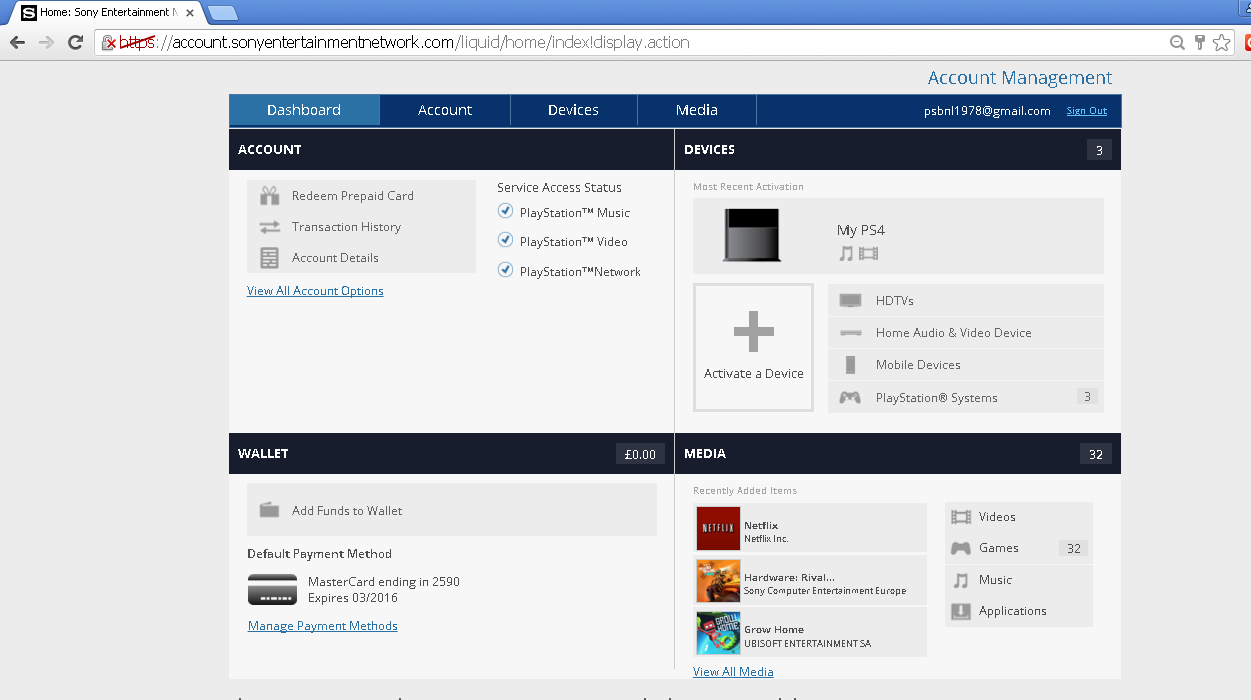 Home: Sony Entertainment N
https://account.sonyentertainmentnetwork.com/liquid/home/index!display.action
Account Management
Dashboard
Account
Devices
Media
psbnl1978@gmail.com
Sign Out
ACCOUNT
Redeem Prepaid Card
Transaction History
Account Details
View All Account Options
Service Access Status
PlayStation™ Music
PlayStation™ Video
PlayStation™Network
DEVICES
3
Most Recent Activation
My PS4
Activate a Device
HDTVs
Home Audio & Video Device
Mobile Devices
PlayStation® Systems
3
WALLET
£0.00
Add Funds to Wallet
Default Payment Method
MasterCard ending in 2590
Expires 03/2016
Manage Payment Methods
MEDIA
32
Recently Added Items
NETFLIX
Netflix
Netflix Inc.
Hardware: Rival...
Sony Computer Entertainment Europe
GROW
HOME
Grow Home
UBISOFT ENTERTAINMENT SA
View All Media
Videos
Games
32
Music
Applications